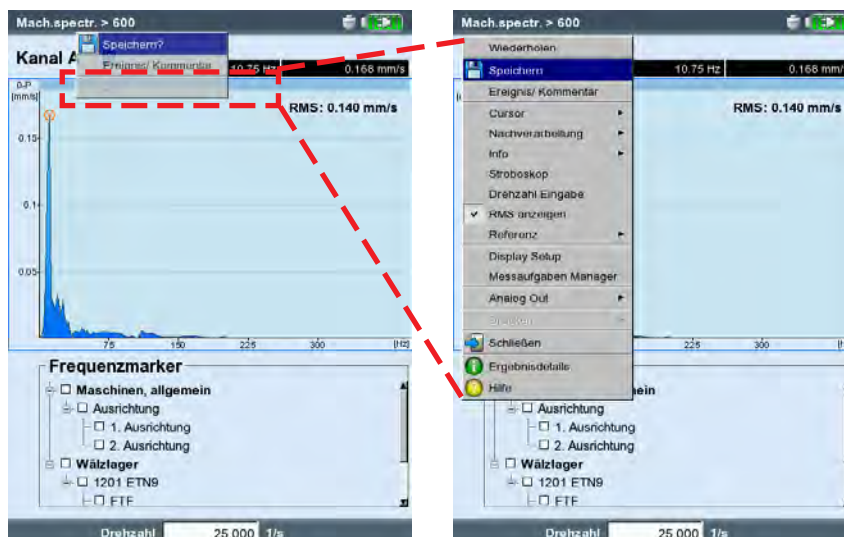 Mach.spectr. > 600
Speichern?
Ereignis/ Kommentar
Kanal A
10.75 Hz
0.168 mm/s
0-P
[mm/s]
RMS: 0.140 mm/s
0.15
0.1
0.05
75
150
225
300
[Hz]
Frequenzmarker
Maschinen, allgemein
Ausrichtung
1. Ausrichtung
2. Ausrichtung
Wälzlager
1201 ETN9
FTF
Drehzahl 25.000 1/s
Mach.spectr. > 600
Wiederholen
Speichern
Ereignis/ Kommentar
Cursor
Nachverarbeitung
Info
Stroboskop
Drehzahl Eingabe
RMS anzeigen
Referenz
Display Setup
Messaufgaben Manager
Analog Out
Drucken
Schließen
Ergebnisdetails
Hilfe
10.75 Hz
0.168 mm/
RMS: 0.140 mm/s
225
300
ein
Ausrichtung
1. Ausrichtung
2. Ausrichtung
Wälzlager
1201 ETN9
FTF
Drehzahl 25.000 1/s